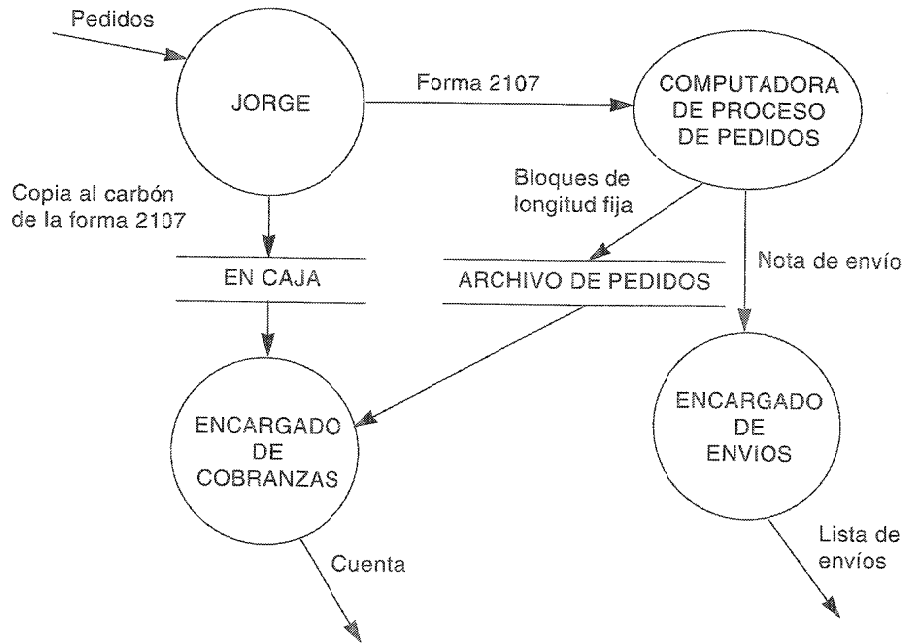 Pedidos
JORGE
Forma 2107
COMPUTADORA
DE PROCESO
DE PEDIDOS
Copia al carbón
de la forma 2107
Bloques de
longitud fija
Nota de envío
EN CAJA
ARCHIVO DE PEDIDOS
ENCARGADO
DE
COBRANZAS
ENCARGADO
DE
ENVIOS
Cuenta
Lista de
envíos